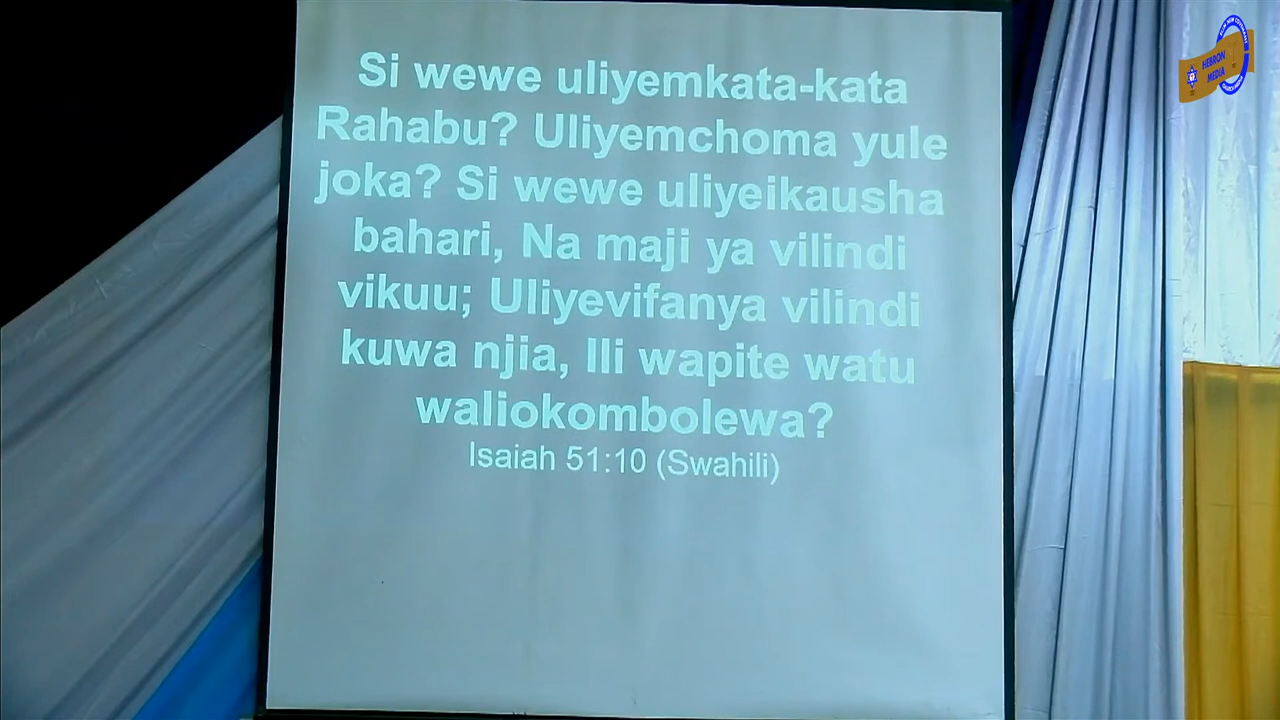 Si wewe uliyemkata-kata
Rahabu? Uliyemchoma yule
joka? Si wewe uliyeikausha
bahari, Na maji ya vilindi
vikuu; Uliyevifanya vilindi
kuwa njia, Ili wapite watu
waliokombolewa?
Isaiah 51:10 (Swahili)
HEBRON
MEDIA